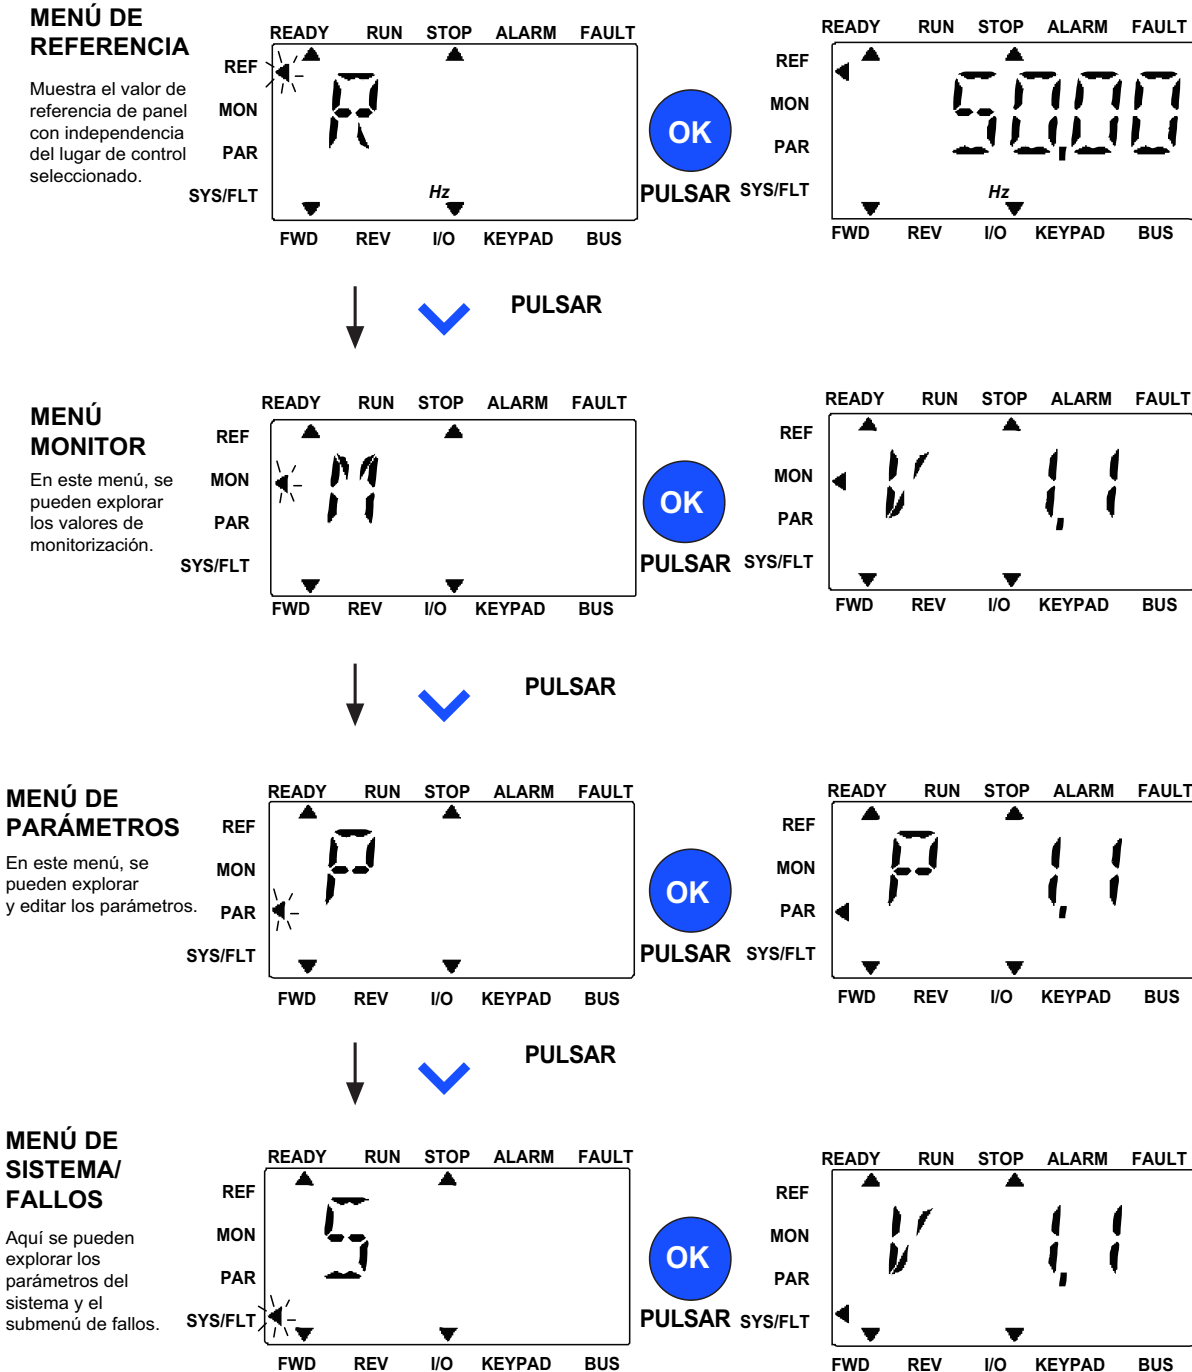 MENÚ DE
REFERENCIA
Muestra el valor de
referencia de panel
con independencia
del lugar de control
seleccionado.
READY RUN STOP ALARM FAULT
REF
MON
PAR
SYS/FLT
R
Hz
FWD REV I/O KEYPAD BUS
OK
PULSAR
READY RUN STOP ALARM FAULT
REF
MON
PAR
SYS/FLT
50,00
Hz
FWD REV I/O KEYPAD BUS
PULSAR
MENÚ
MONITOR
En este menú, se
pueden explorar
los valores de
monitorización.
READY RUN STOP ALARM FAULT
REF
MON
PAR
SYS/FLT
M
FWD REV I/O KEYPAD BUS
OK
PULSAR
READY RUN STOP ALARM FAULT
REF
MON
PAR
SYS/FLT
V 1,1
FWD REV I/O KEYPAD BUS
PULSAR
MENÚ DE
PARÁMETROS
En este menú, se
pueden explorar
y editar los parámetros.
READY RUN STOP ALARM FAULT
REF
MON
PAR
SYS/FLT
P
FWD REV I/O KEYPAD BUS
OK
PULSAR
READY RUN STOP ALARM FAULT
REF
MON
PAR
SYS/FLT
P 1,1
FWD REV I/O KEYPAD BUS
PULSAR
MENÚ DE
SISTEMA/
FALLOS
Aquí se pueden
explorar los
parámetros del
sistema y el
submenú de fallos.
READY RUN STOP ALARM FAULT
REF
MON
PAR
SYS/FLT
S
FWD REV I/O KEYPAD BUS
OK
PULSAR
READY RUN STOP ALARM FAULT
REF
MON
PAR
SYS/FLT
V 1,1
FWD REV I/O KEYPAD BUS